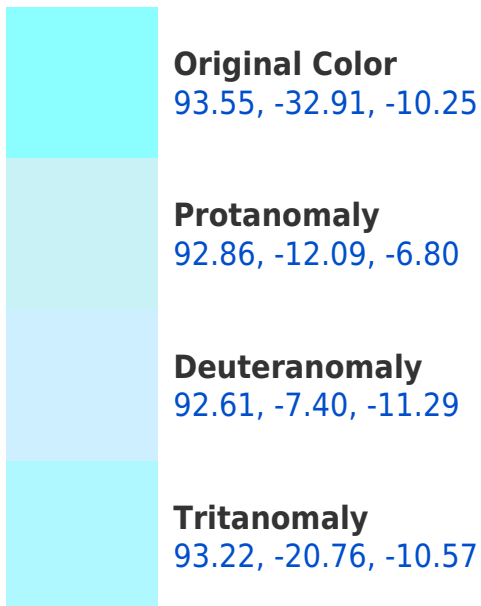 Original Color
93.55, -32.91, -10.25
Protanomaly
92.86, -12.09, -6.80
Deuteranomaly
92.61, -7.40, -11.29
Tritanomaly
93.22, -20.76, -10.57